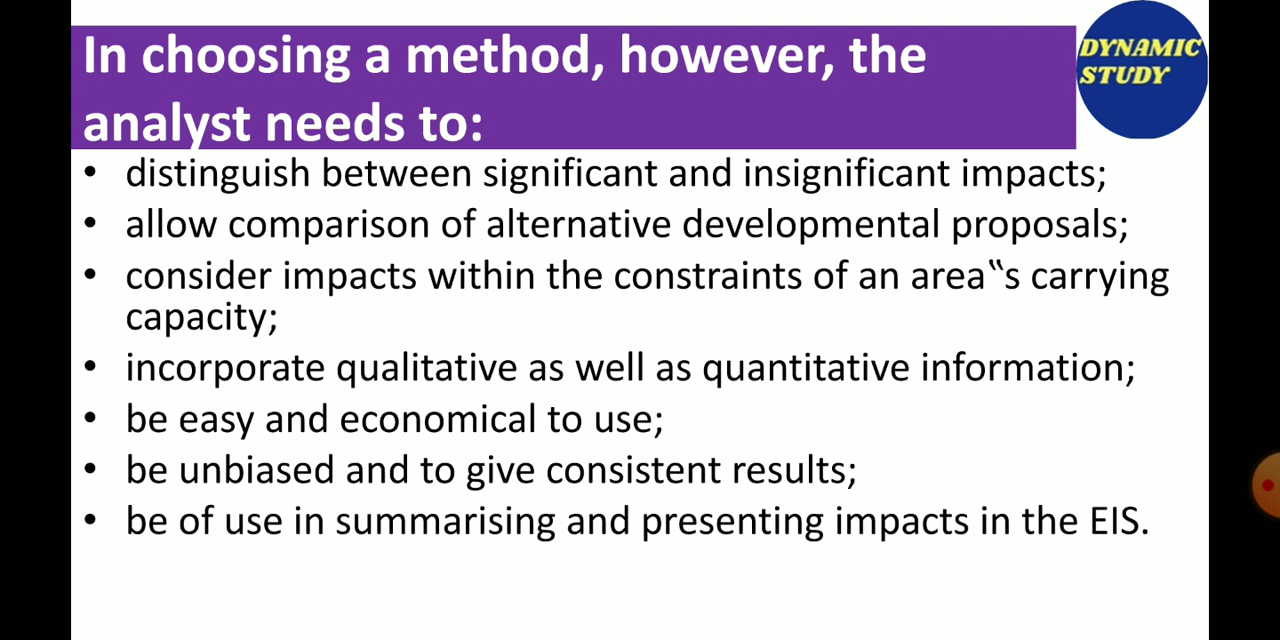 In choosing a method, however, the
analyst needs to:
DYNAMIC
STUDY
• distinguish between significant and insignificant impacts;
• allow comparison of alternative developmental proposals;
• consider impacts within the constraints of an area‟s carrying
capacity;
• incorporate qualitative as well as quantitative information;
• be easy and economical to use;
• be unbiased and to give consistent results;
• be of use in summarising and presenting impacts in the EIS.